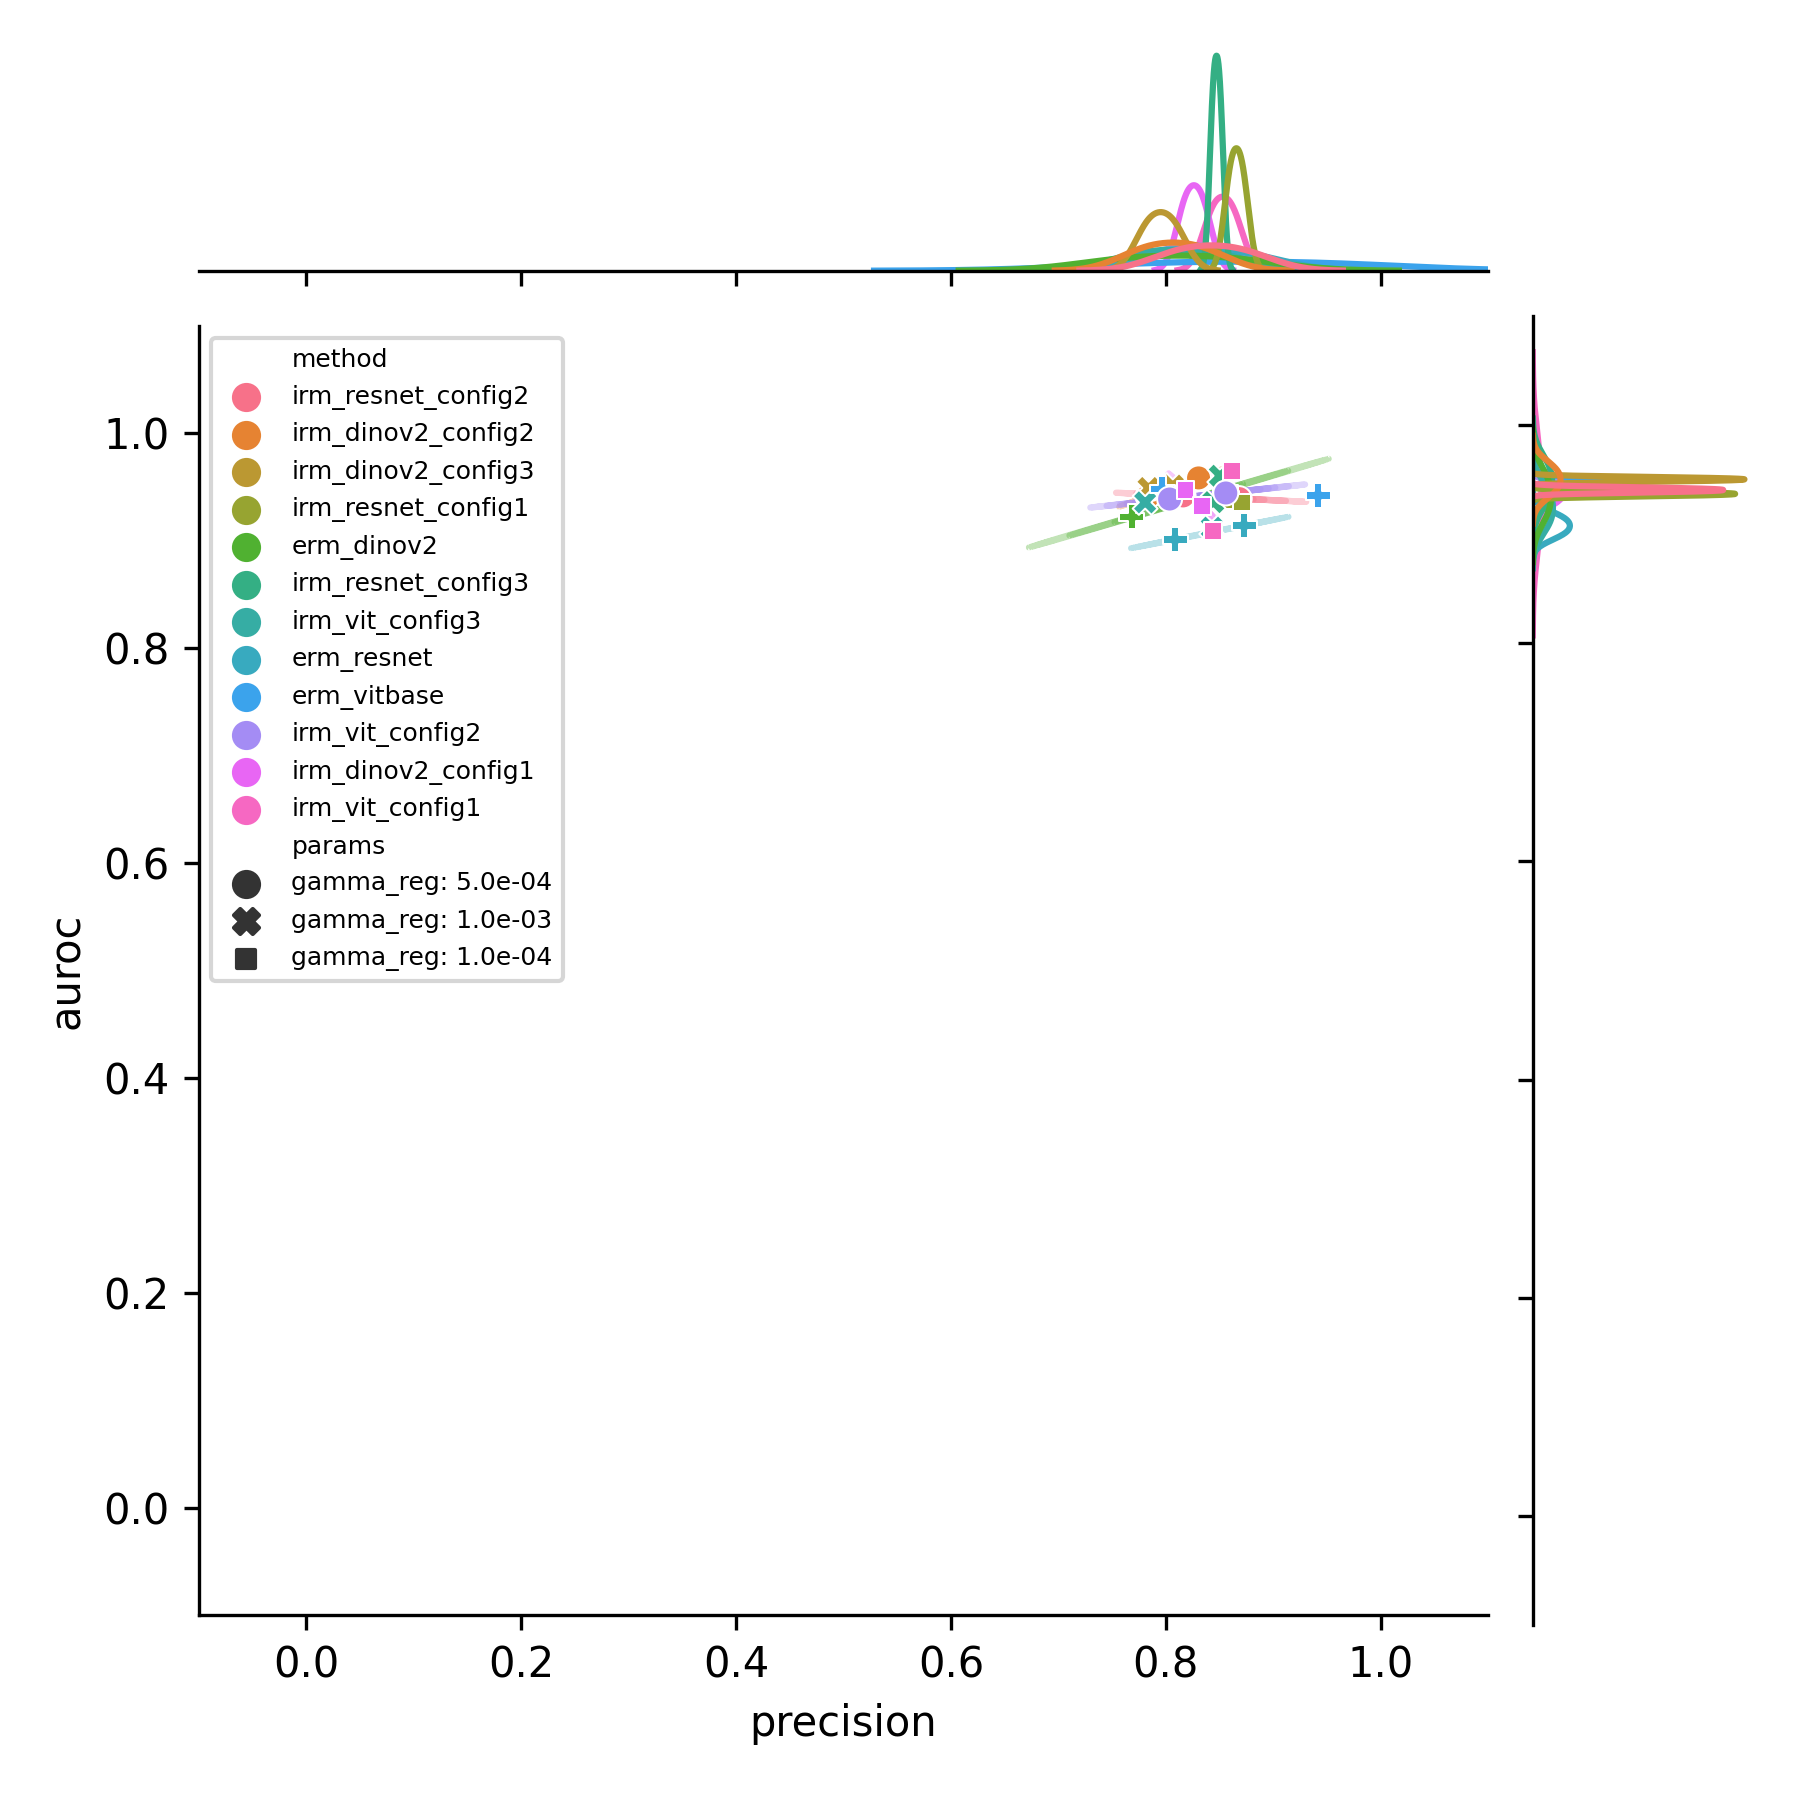 method
irm_resnet_config2
irm_dinov2_config2
irm_dinov2_config3
irm_resnet_config1
erm_dinov2
irm_resnet_config3
irm_vit_config3
erm_resnet
erm_vitbase
irm_vit_config2
irm_dinov2_config1
irm_vit_config1
params
gamma_reg: 5.0e-04
gamma_reg: 1.0e-03
gamma_reg: 1.0e-04
1.0
0.8
0.6
0.4
0.2
0.0
auroc
0.0 0.2 0.4 0.6 0.8 1.0
precision